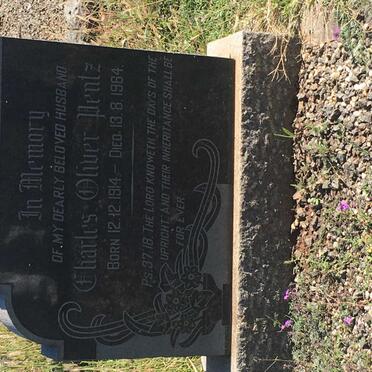 In Memory
OF MY DEARLY BELOVED HUSBAND
Charles Oliver Pentz
BORN 12.12.1914 – DIED 13.8.1964.
PS.37.18. THE LORD KNOWETH THE DAYS OF THE
UPRIGHT AND THEIR INHERITANCE SHALL BE
FOR EVER.